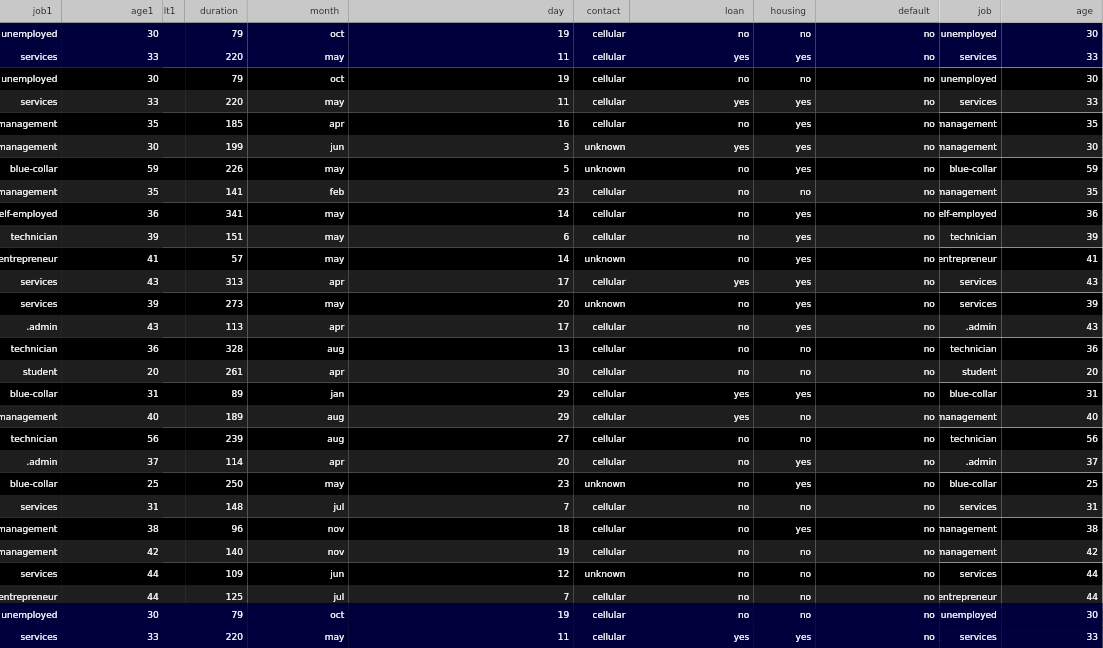 job1 age1 lt1 duration month day contact loan housing default job age
unemployed 30 79 oct 19 cellular no no no unemployed 30
services 33 220 may 11 cellular yes yes no services 33
unemployed 30 79 oct 19 cellular no no no unemployed 30
services 33 220 may 11 cellular yes yes no services 33
management 35 185 apr 16 cellular no yes no management 35
management 30 199 jun 3 unknown yes yes no management 30
blue-collar 59 226 may 5 unknown no yes no blue-collar 59
management 35 141 feb 23 cellular no no no management 35
elf-employed 36 341 may 14 cellular no yes no elf-employed 36
technician 39 151 may 6 cellular no yes no technician 39
entrepreneur 41 57 may 14 unknown no yes no entrepreneur 41
services 43 313 apr 17 cellular yes yes no services 43
services 39 273 may 20 unknown no yes no services 39
.admin 43 113 apr 17 cellular no yes no .admin 43
technician 36 328 aug 13 cellular no no no technician 36
student 20 261 apr 30 cellular no no no student 20
blue-collar 31 89 jan 29 cellular yes yes no blue-collar 31
management 40 189 aug 29 cellular yes no no management 40
technician 56 239 aug 27 cellular no no no technician 56
.admin 37 114 apr 20 cellular no yes no .admin 37
blue-collar 25 250 may 23 unknown no yes no blue-collar 25
services 31 148 jul 7 cellular no no no services 31
management 38 96 nov 18 cellular no yes no management 38
management 42 140 nov 19 cellular no no no management 42
services 44 109 jun 12 unknown no no no services 44
entrepreneur 44 125 jul 7 cellular no no no entrepreneur 44
unemployed 30 79 oct 19 cellular no no no unemployed 30
services 33 220 may 11 cellular yes yes no services 33